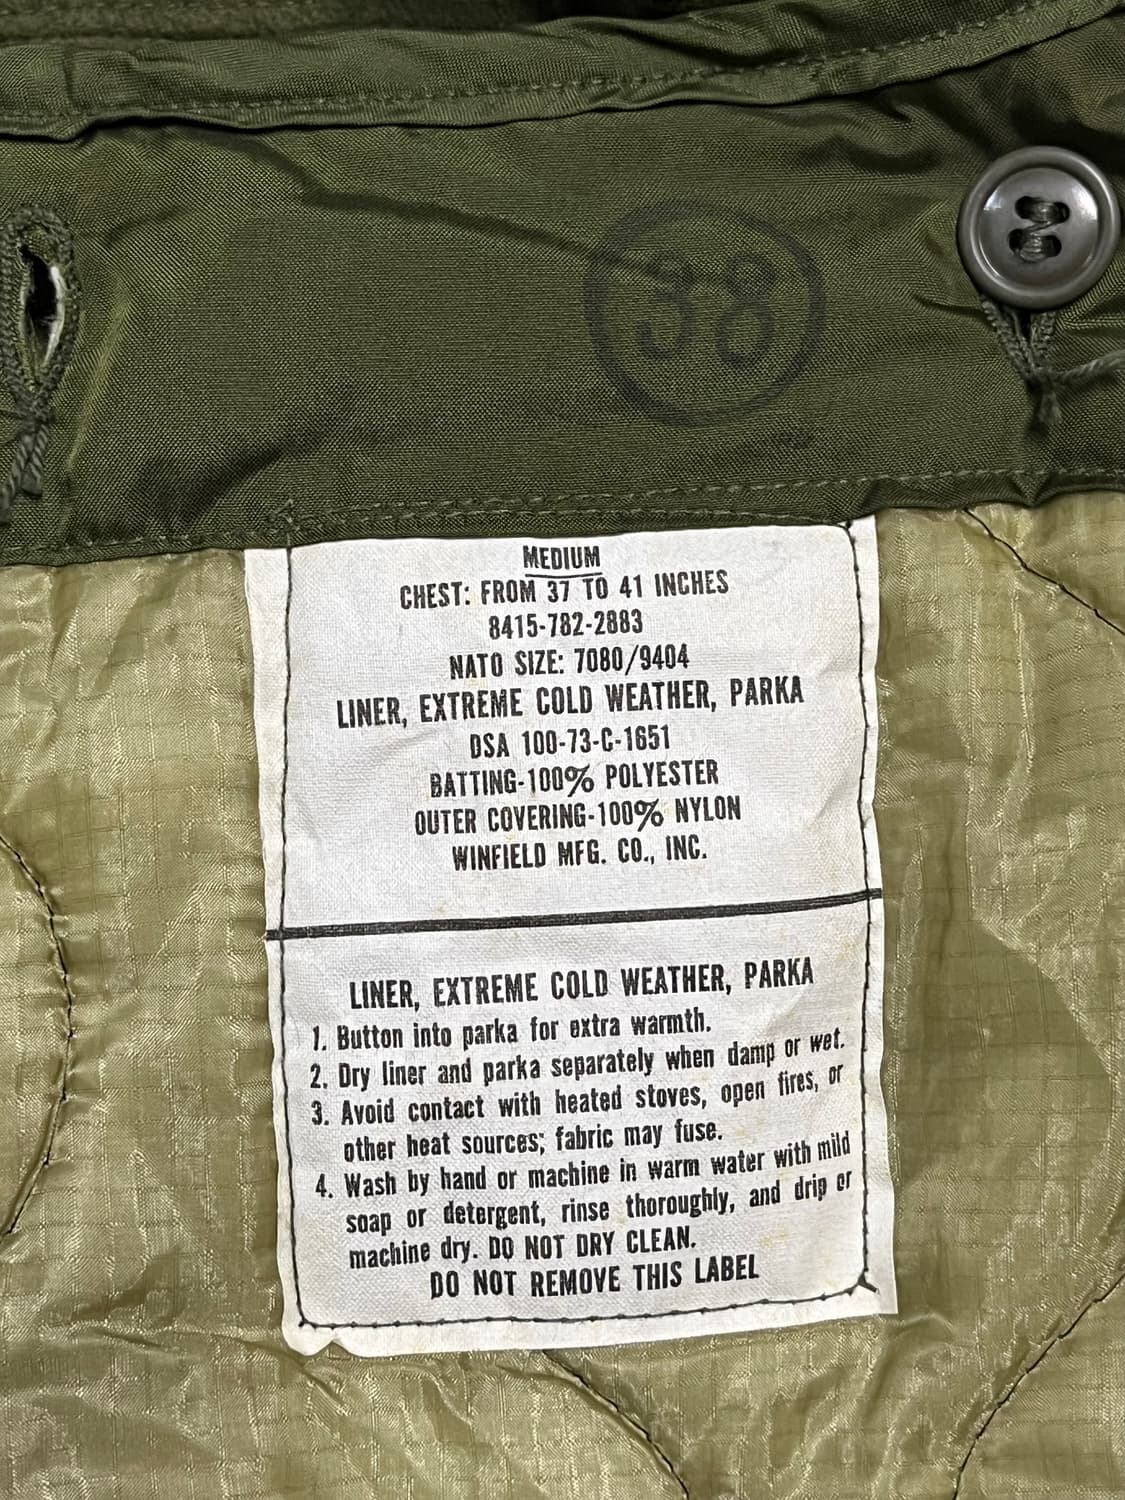 38
MEDIUM
CHEST: FROM 37 TO 41 INCHES
8415-782-2883
NATO SIZE: 7080/9404
LINER, EXTREME COLD WEATHER, PARKA
DSA 100-73-C-1651
BATTING-100% POLYESTER
OUTER COVERING-100% NYLON
WINFIELD MFG. CO., INC.
LINER, EXTREME COLD WEATHER, PARKA
1. Button into parka for extra warmth.
2. Dry liner and parka separately when damp or wet.
3. Avoid contact with heated stoves, open fires, or
other heat sources; fabric may fuse.
4. Wash by hand or machine in warm water with mild
soap or detergent, rinse thoroughly, and drip or
machine dry. DO NOT DRY CLEAN.
DO NOT REMOVE THIS LABEL